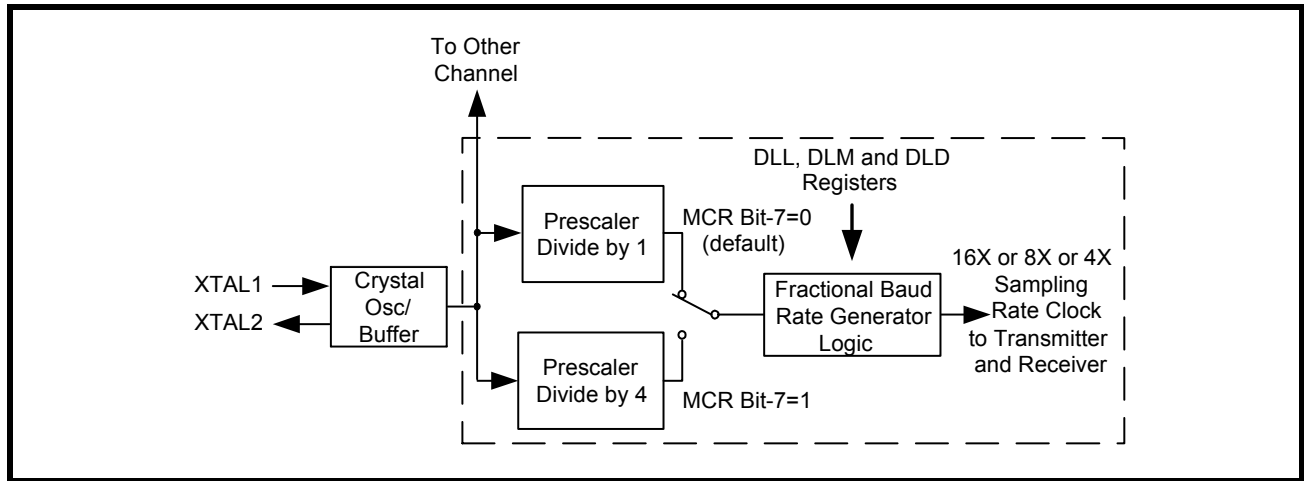 To Other
Channel
DLL, DLM and DLD
Registers
Prescaler
Divide by 1
MCR Bit-7=0
(default)
16X or 8X or 4X
Sampling
Rate Clock
to Transmitter
and Receiver
XTAL1
XTAL2
Crystal
Osc/
Buffer
Fractional Baud
Rate Generator
Logic
Prescaler
Divide by 4
MCR Bit-7=1